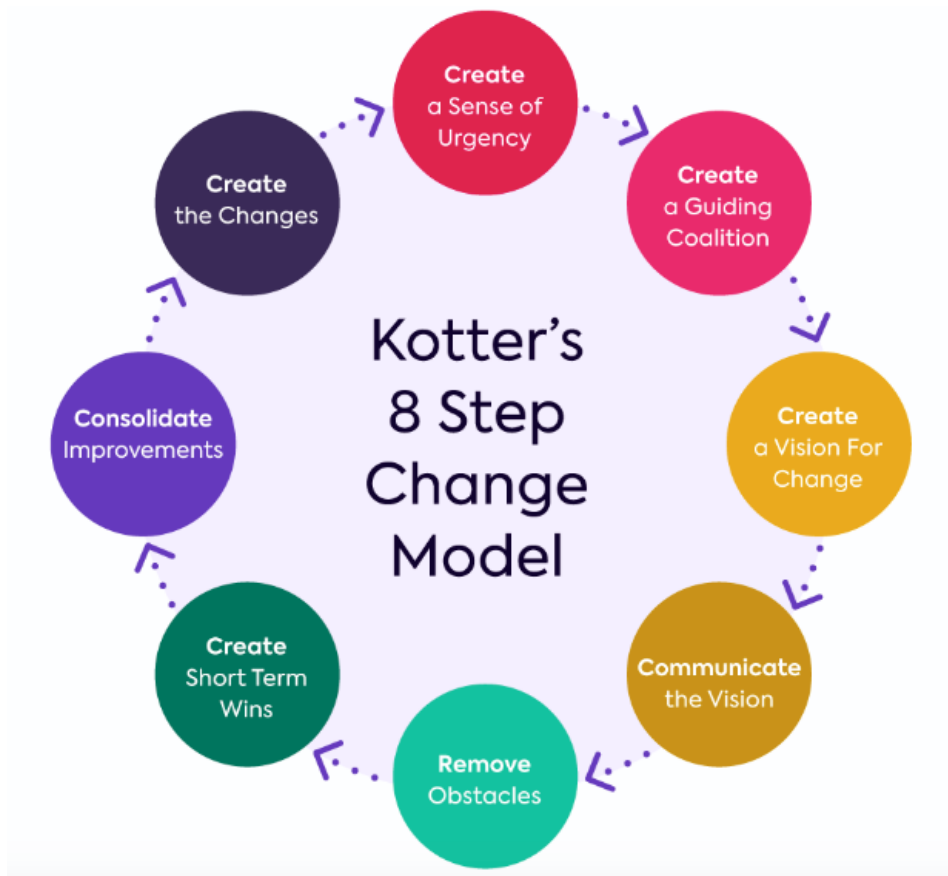 Kotter's
8 Step
Change
Model
Create
a Sense of
Urgency
Create
a Guiding
Coalition
Create
a Vision For
Change
Communicate
the Vision
Remove
Obstacles
Create
Short Term
Wins
Consolidate
Improvements
Create
the Changes